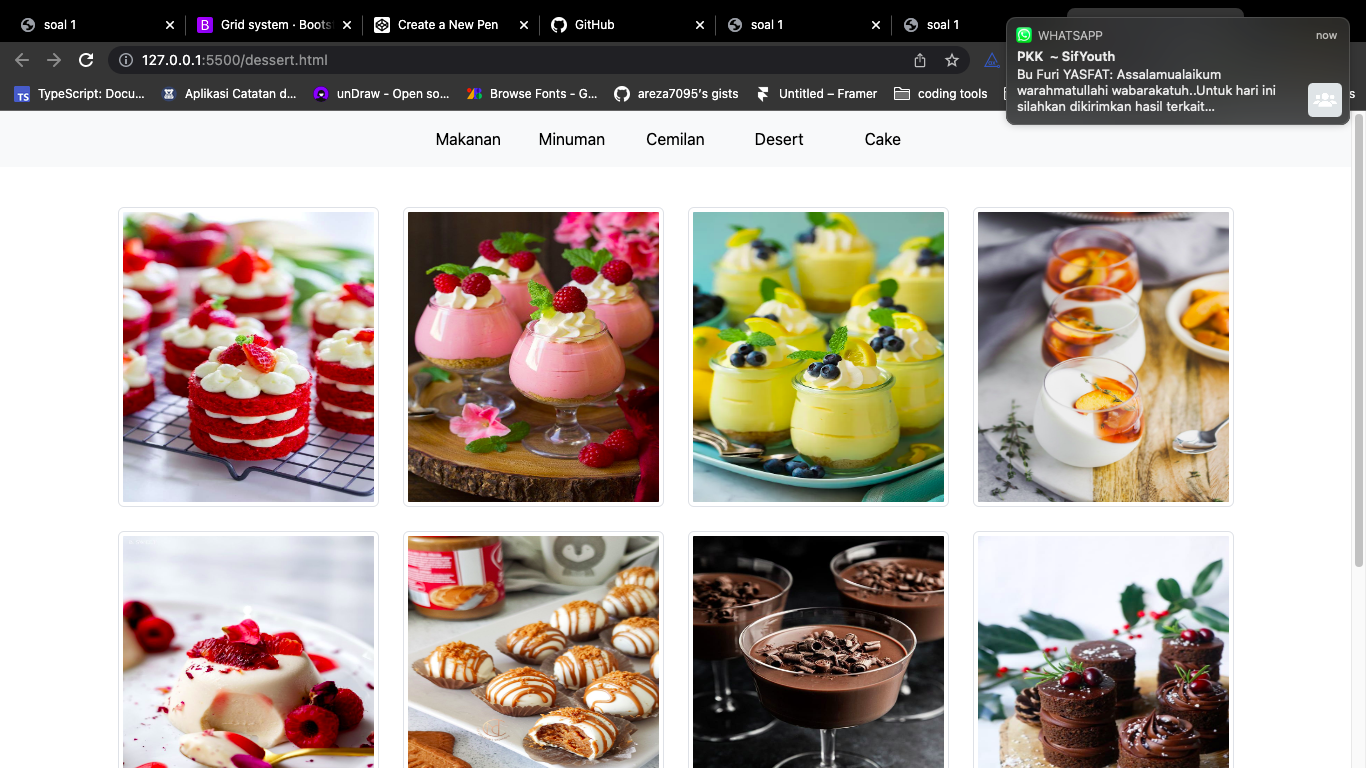 soal 1
Grid system · Boots
Create a New Pen
GitHub
soal 1
soal 1
127.0.0.1:5500/dessert.html
TypeScript: Docu...
Aplikasi Catatan d...
unDraw - Open so...
Browse Fonts - G...
areza7095's gists
Untitled – Framer
coding tools
s
WHATSAPP
now
PKK ~ SifYouth
Bu Furi YASFAT: Assalamualaikum
warahmatullahi wabarakatuh..Untuk hari ini
silahkan dikirimkan hasil terkait...
Makanan
Minuman
Cemilan
Desert
Cake